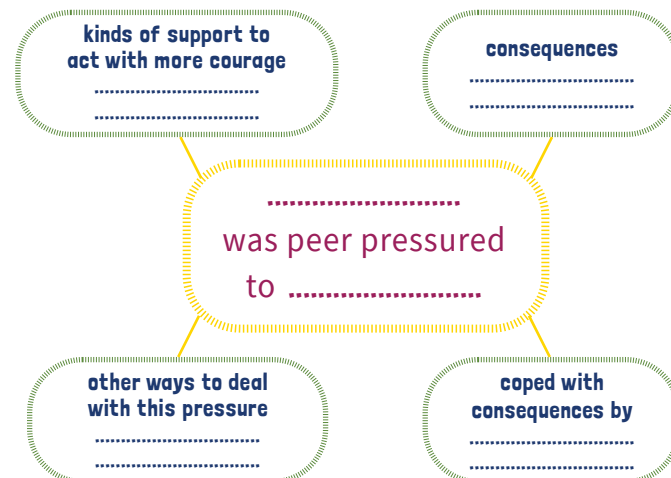 kinds of support to
act with more courage
..................................
..................................
consequences
..................................
..................................
..........................
was peer pressured
to ..........................
other ways to deal
with this pressure
..................................
..................................
coped with
consequences by
..................................
..................................